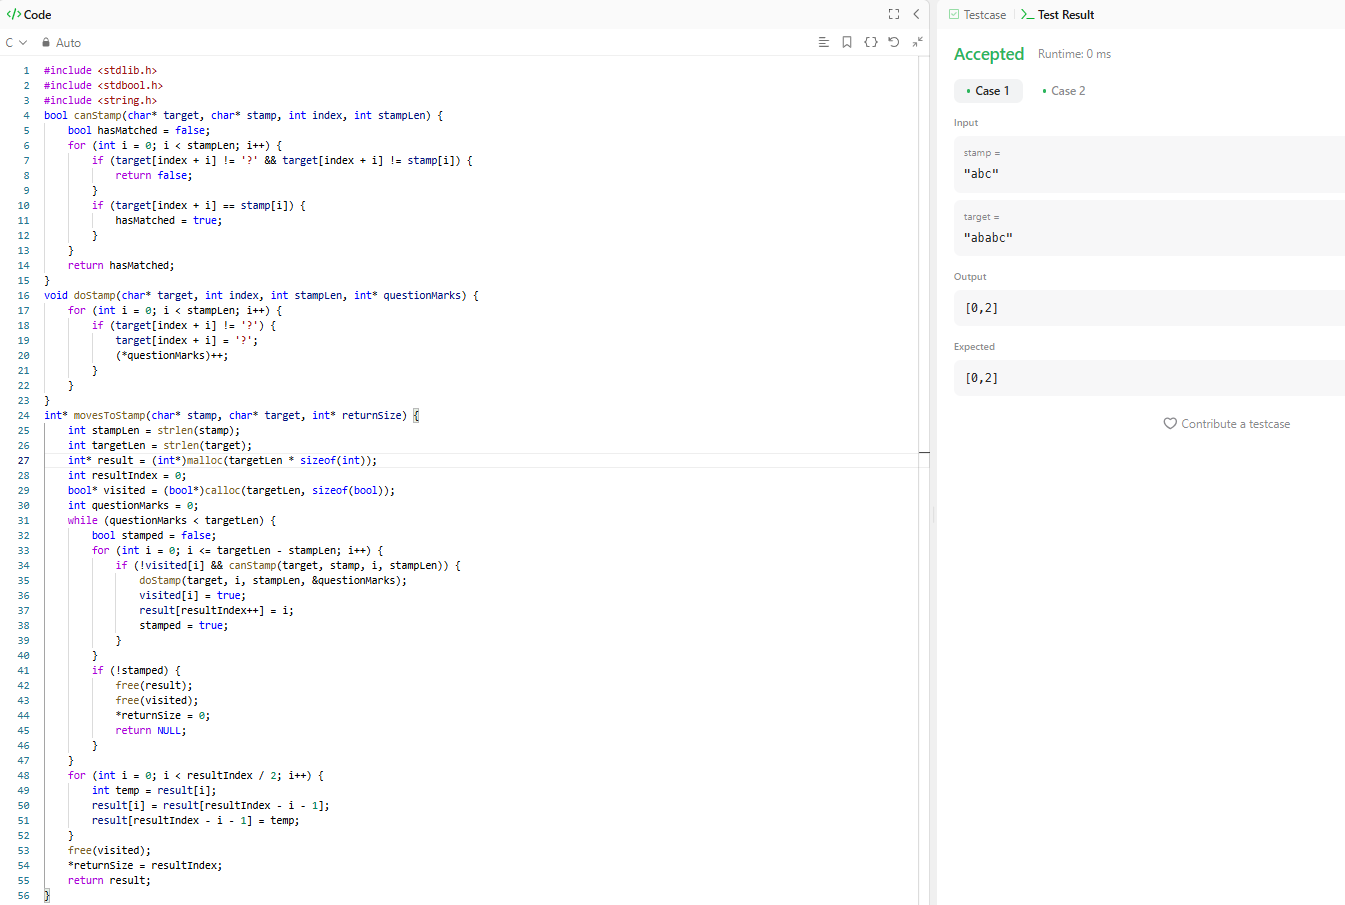 </> Code
C Auto
1 #include <stdlib.h>
2 #include <stdbool.h>
3 #include <string.h>
4 bool canStamp(char* target, char* stamp, int index, int stampLen) {
5     bool hasMatched = false;
6     for (int i = 0; i < stampLen; i++) {
7         if (target[index + i] != '?' && target[index + i] != stamp[i]) {
8             return false;
9         }
10         if (target[index + i] == stamp[i]) {
11             hasMatched = true;
12         }
13     }
14     return hasMatched;
15 }
16 void doStamp(char* target, int index, int stampLen, int* questionMarks) {
17     for (int i = 0; i < stampLen; i++) {
18         if (target[index + i] != '?') {
19             target[index + i] = '?';
20             (*questionMarks)++;
21         }
22     }
23 }
24 int* movesToStamp(char* stamp, char* target, int* returnSize) {
25     int stampLen = strlen(stamp);
26     int targetLen = strlen(target);
27     int* result = (int*)malloc(targetLen * sizeof(int));
28     int resultIndex = 0;
29     bool* visited = (bool*)calloc(targetLen, sizeof(bool));
30     int questionMarks = 0;
31     while (questionMarks < targetLen) {
32         bool stamped = false;
33         for (int i = 0; i <= targetLen - stampLen; i++) {
34             if (!visited[i] && canStamp(target, stamp, i, stampLen)) {
35                 doStamp(target, i, stampLen, &questionMarks);
36                 visited[i] = true;
37                 result[resultIndex++] = i;
38                 stamped = true;
39             }
40         }
41         if (!stamped) {
42             free(result);
43             free(visited);
44             *returnSize = 0;
45             return NULL;
46         }
47     }
48     for (int i = 0; i < resultIndex / 2; i++) {
49         int temp = result[i];
50         result[i] = result[resultIndex - i - 1];
51         result[resultIndex - i - 1] = temp;
52     }
53     free(visited);
54     *returnSize = resultIndex;
55     return result;
56 }
Testcase Test Result
Accepted Runtime: 0 ms
Case 1 Case 2
Input
stamp =
"abc"
target =
"ababc"
Output
[0,2]
Expected
[0,2]
Contribute a testcase